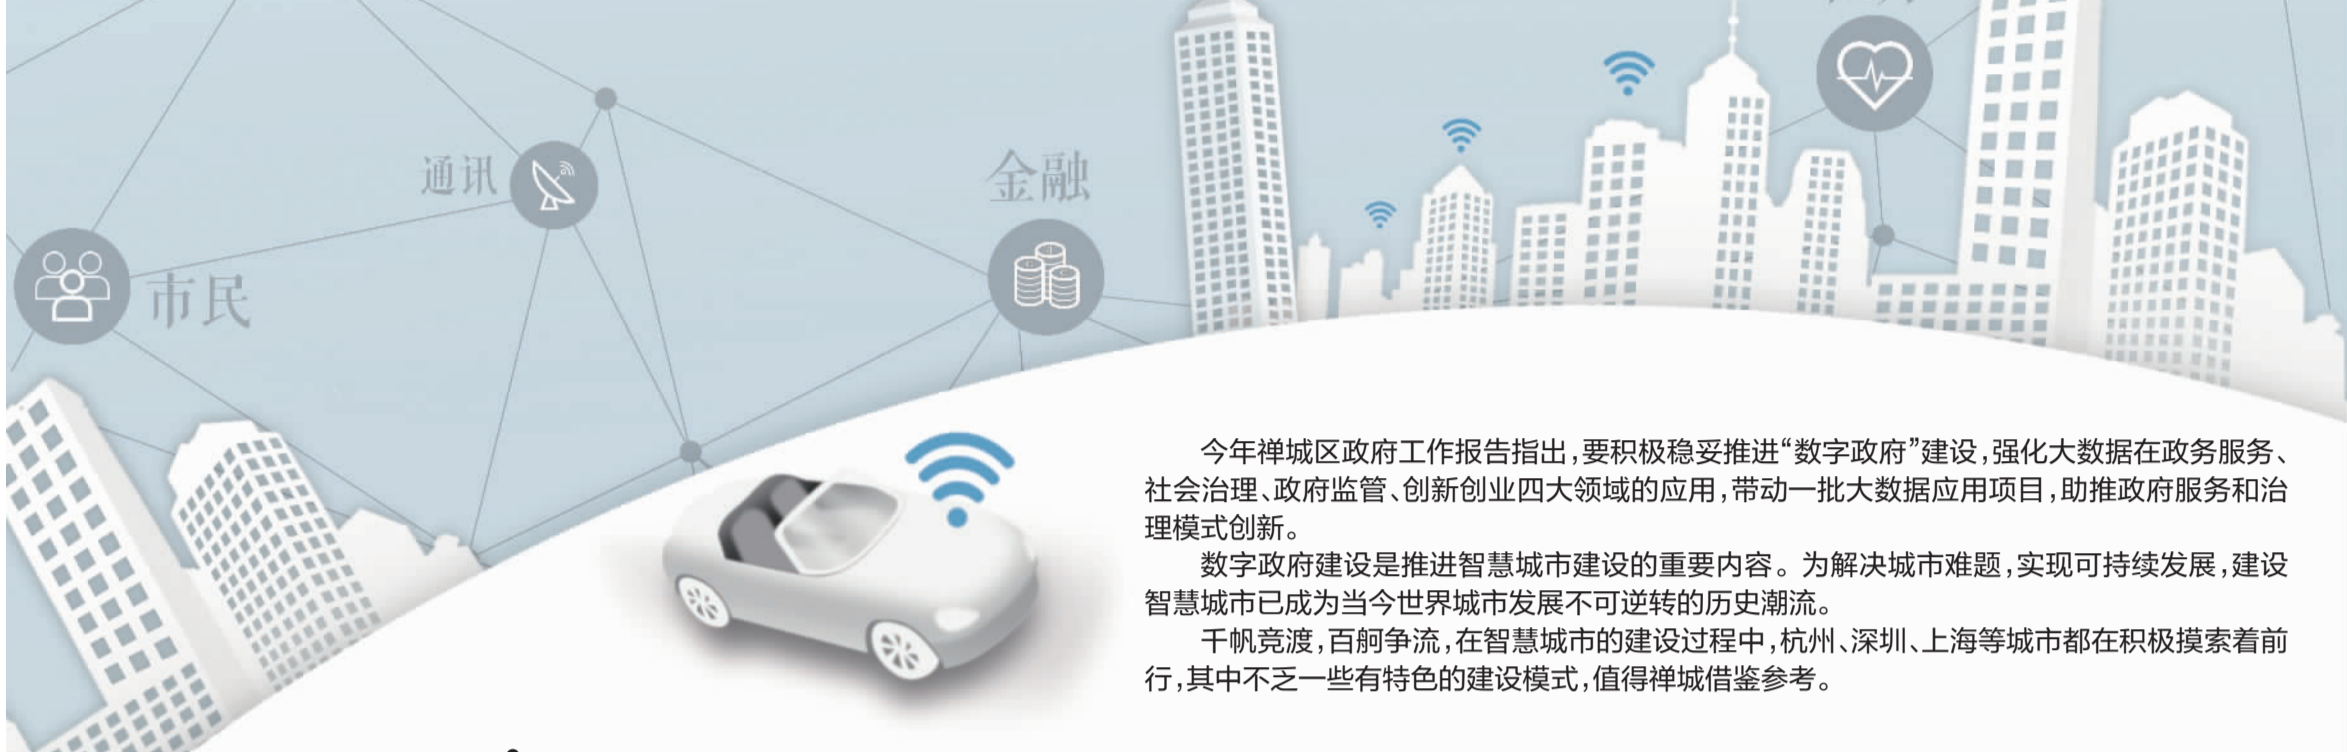 通讯
金融
市民
今年禅城区政府工作报告指出，要积极稳妥推进“数字政府”建设，强化大数据在政务服务、
社会治理、政府监管、创新创业四大领域的应用，带动一批大数据应用项目，助推政府服务和治
理模式创新。
数字政府建设是推进智慧城市建设的重要内容。为解决城市难题，实现可持续发展，建设
智慧城市已成为当今世界城市发展不可逆转的历史潮流。
千帆竞渡，百舸争流，在智慧城市的建设过程中，杭州、深圳、上海等城市都在积极摸索着前
行，其中不乏一些有特色的建设模式，值得禅城借鉴参考。